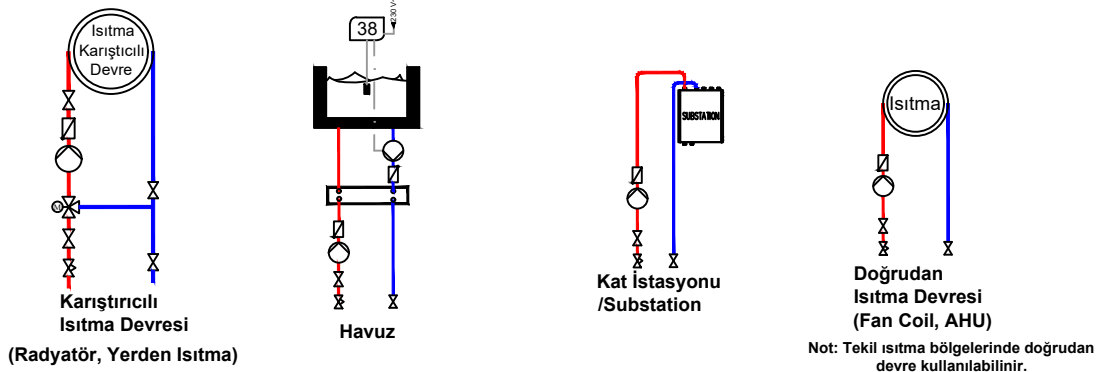 Isıtma
Karıştıcılı
Devre
M
Karıştırıcılı
Isıtma Devresi
(Radyatör, Yerden Isıtma)
38
230 V~
Havuz
SUBSTATION
Kat İstasyonu
/Substation
Isıtma
Doğrudan
Isıtma Devresi
(Fan Coil, AHU)
Not: Tekil ısıtma bölgelerinde doğrudan
devre kullanılabilinir.